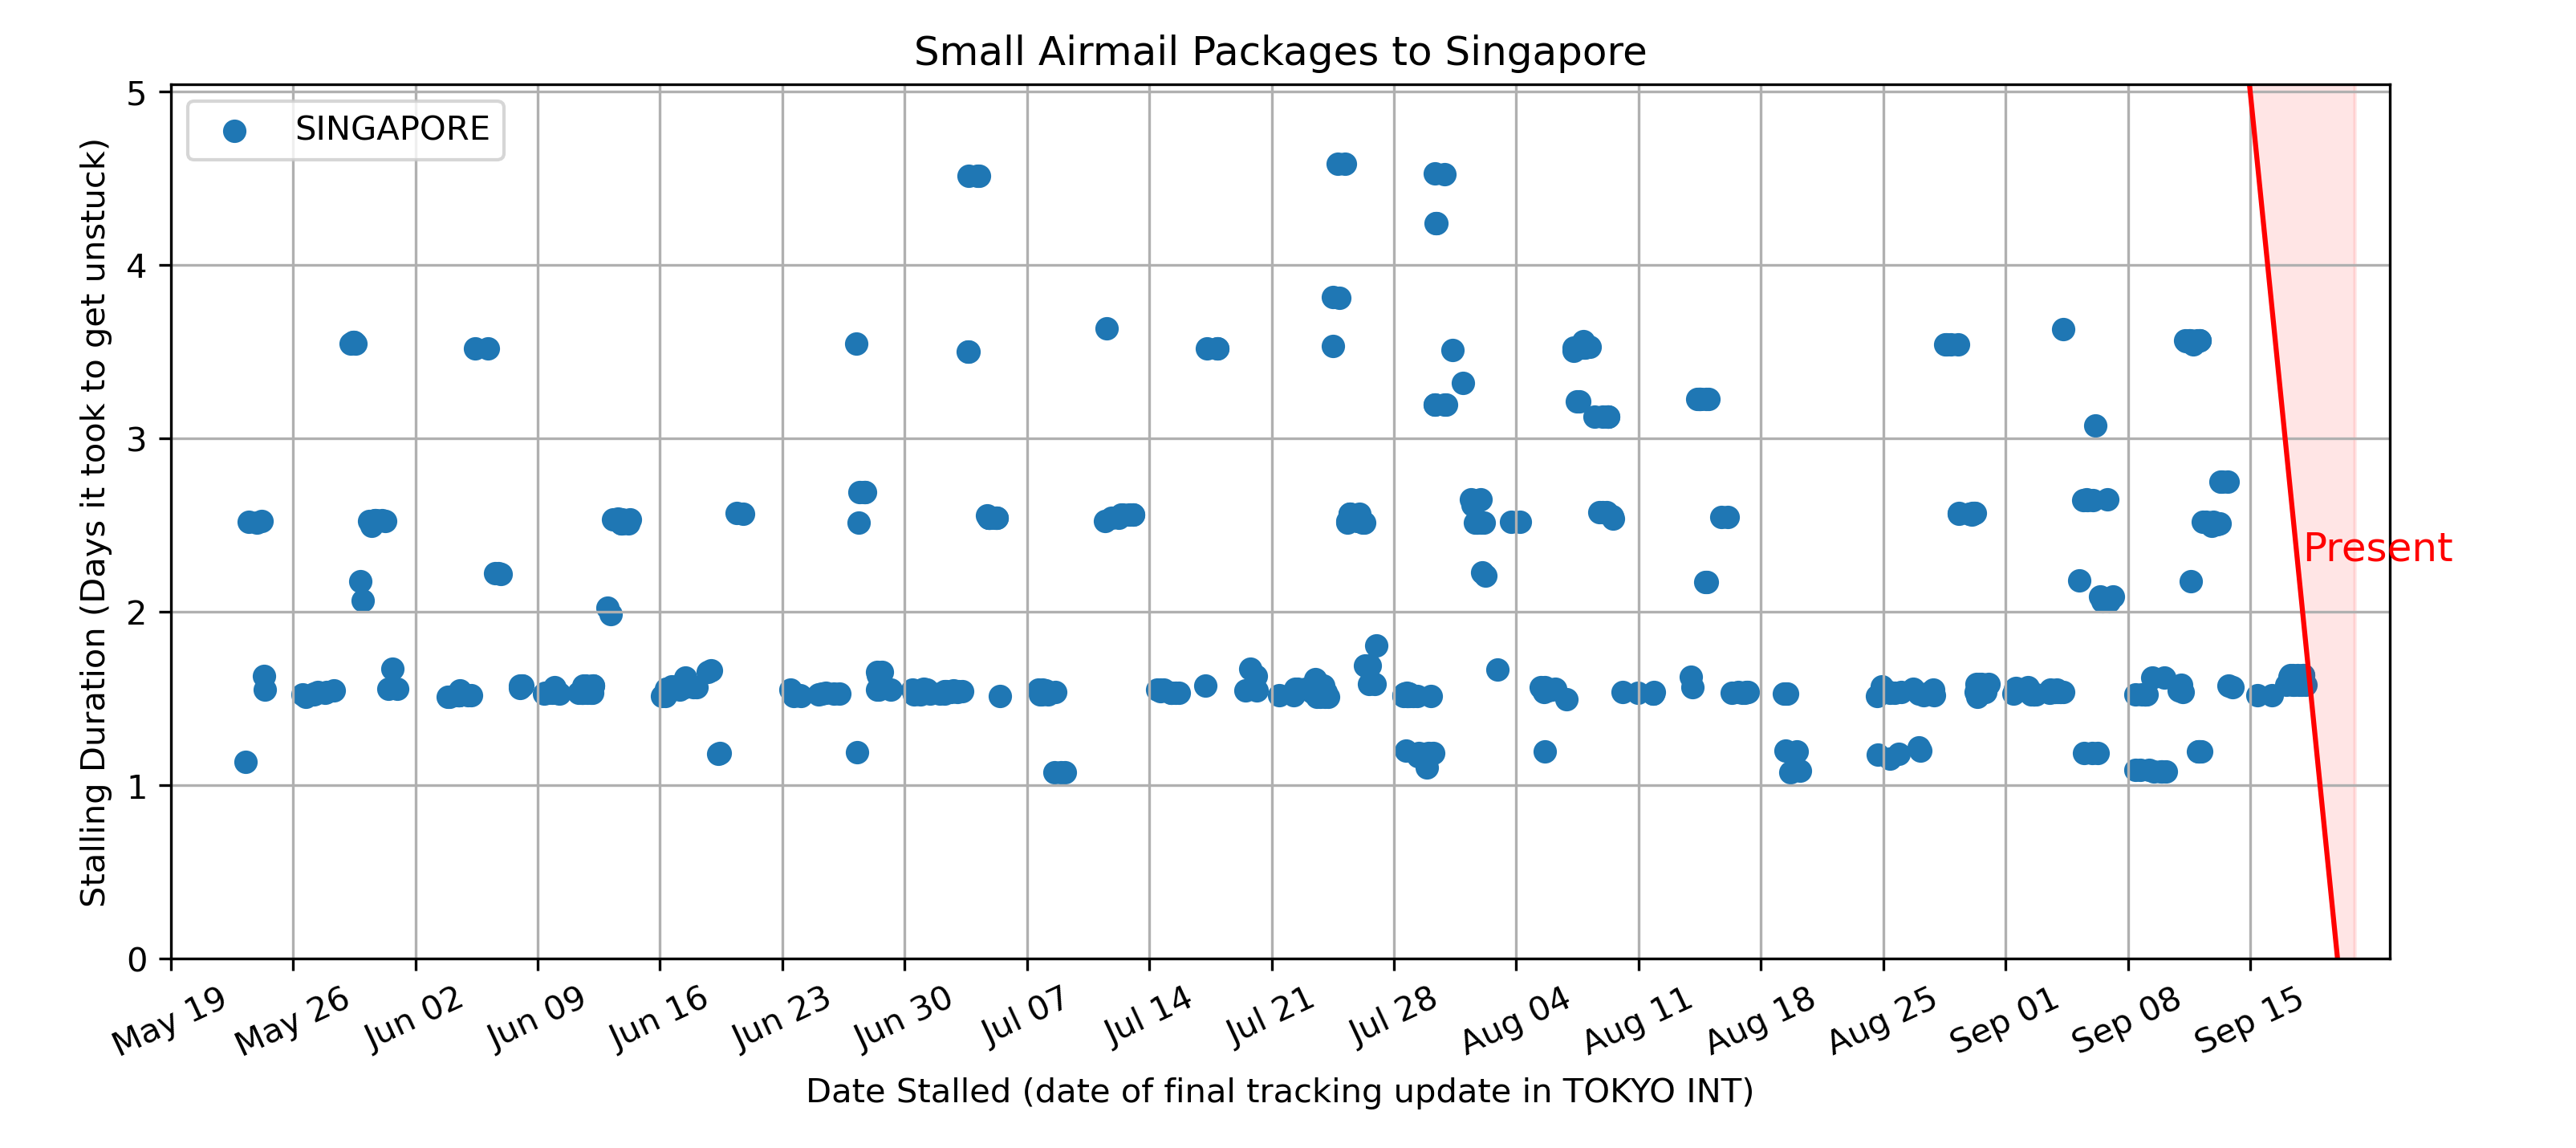 Small Airmail Packages to Singapore
SINGAPORE
Stalling Duration (Days it took to get unstuck)
5
4
3
2
1
0
Present
May 19
May 26
Jun 02
Jun 09
Jun 16
Jun 23
Jun 30
Jul 07
Jul 14
Jul 21
Jul 28
Aug 04
Aug 11
Aug 18
Aug 25
Sep 01
Sep 08
Sep 15
Date Stalled (date of final tracking update in TOKYO INT)